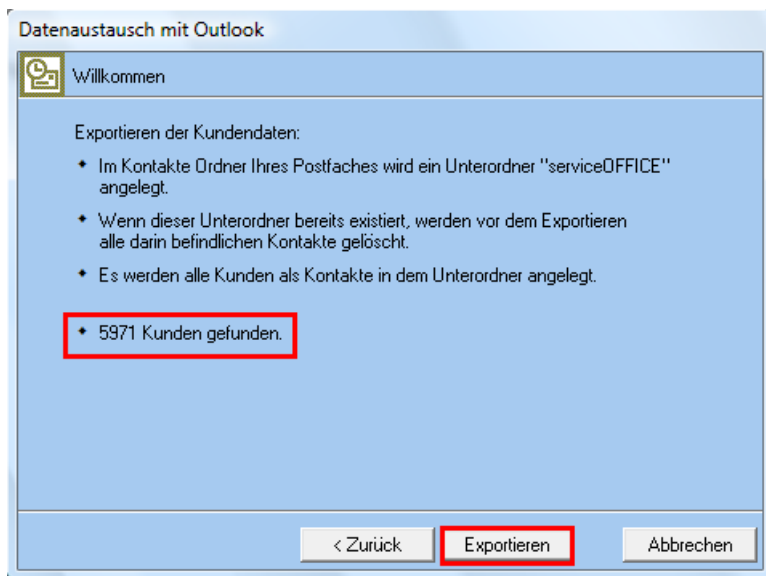 Datenaustausch mit Outlook
Willkommen
Exportieren der Kundendaten:
Im Kontakte Ordner Ihres Postfaches wird ein Unterordner "serviceOFFICE"
angelegt.
Wenn dieser Unterordner bereits existiert, werden vor dem Exportieren
alle darin befindlichen Kontakte gelöscht.
Es werden alle Kunden als Kontakte in dem Unterordner angelegt.
5971 Kunden gefunden.
< Zurück Exportieren Abbrechen